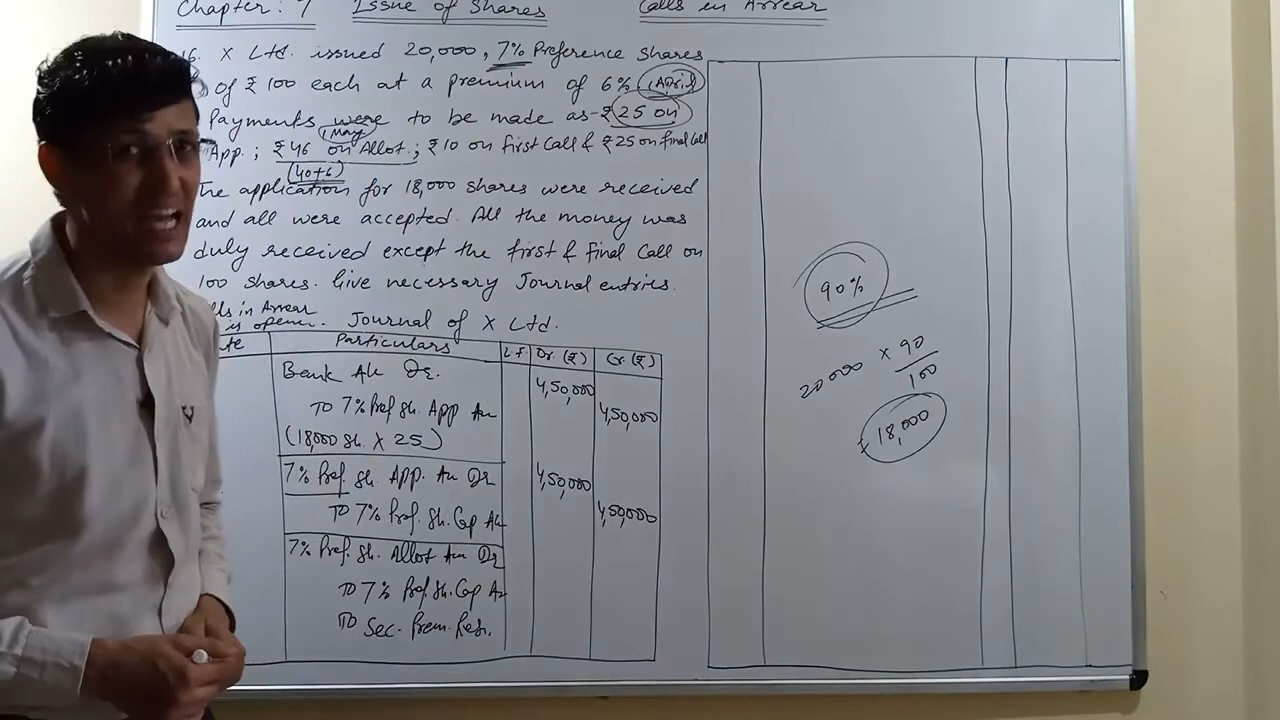 Chapter: 7 Issue of Shares Calls in Arrear
16. X Ltd. issued 20,000, 7% Preference Shares
of ₹100 each at a premium of 6% (1 April)
Payments were to be made as - ₹25 on
(1 May)
App.; ₹46 on Allot.; ₹10 on first Call & ₹25 on final Call
(40+6)
The application for 18,000 shares were received
and all were accepted. All the money was
duly received except the first & final call on
100 shares. Give necessary Journal entries.
in Arrear
is Journal of X Ltd.
Particulars L.F. Dr. (₹) Cr. (₹)
Bank A/c Dr. 4,50,000
To 7% Pref Sh. App A/c 4,50,000
(18,000 Sh. X 25)
7% Pref. Sh. App. A/c Dr 4,50,000
To 7% Pref. Sh. Cap A/c 4,50,000
7% Pref. Sh. Allot A/c Dr
To 7% Pref Sh. Cap A/c
To Sec. Prem. Res.
90%
20000 × 90
100
18,000